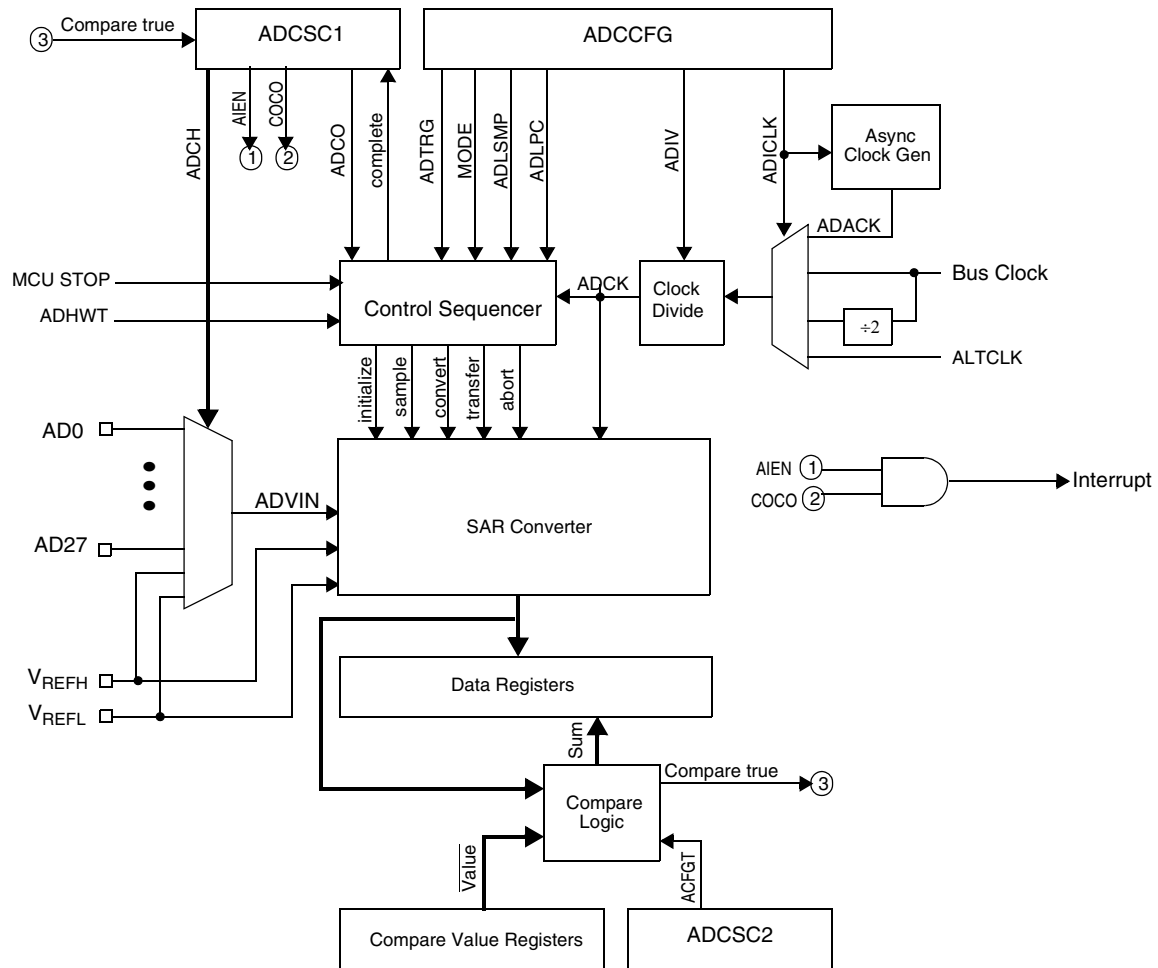 3 Compare true
ADCSC1
ADCCFG
ADCH
AIEN
1
COCO
2
ADCO
complete
ADTRG
MODE
ADLSMP
ADLPC
ADIV
ADICLK
Async
Clock Gen
ADACK
MCU STOP
ADHWT
Control Sequencer
ADCK
Clock
Divide
Bus Clock
÷2
ALTCLK
initialize
sample
convert
transfer
abort
AD0
AD27
ADVIN
SAR Converter
AIEN 1
COCO 2
Interrupt
VREFH
VREFL
Data Registers
Sum
Compare true
3
Compare
Logic
Value
ACFGT
Compare Value Registers
ADCSC2